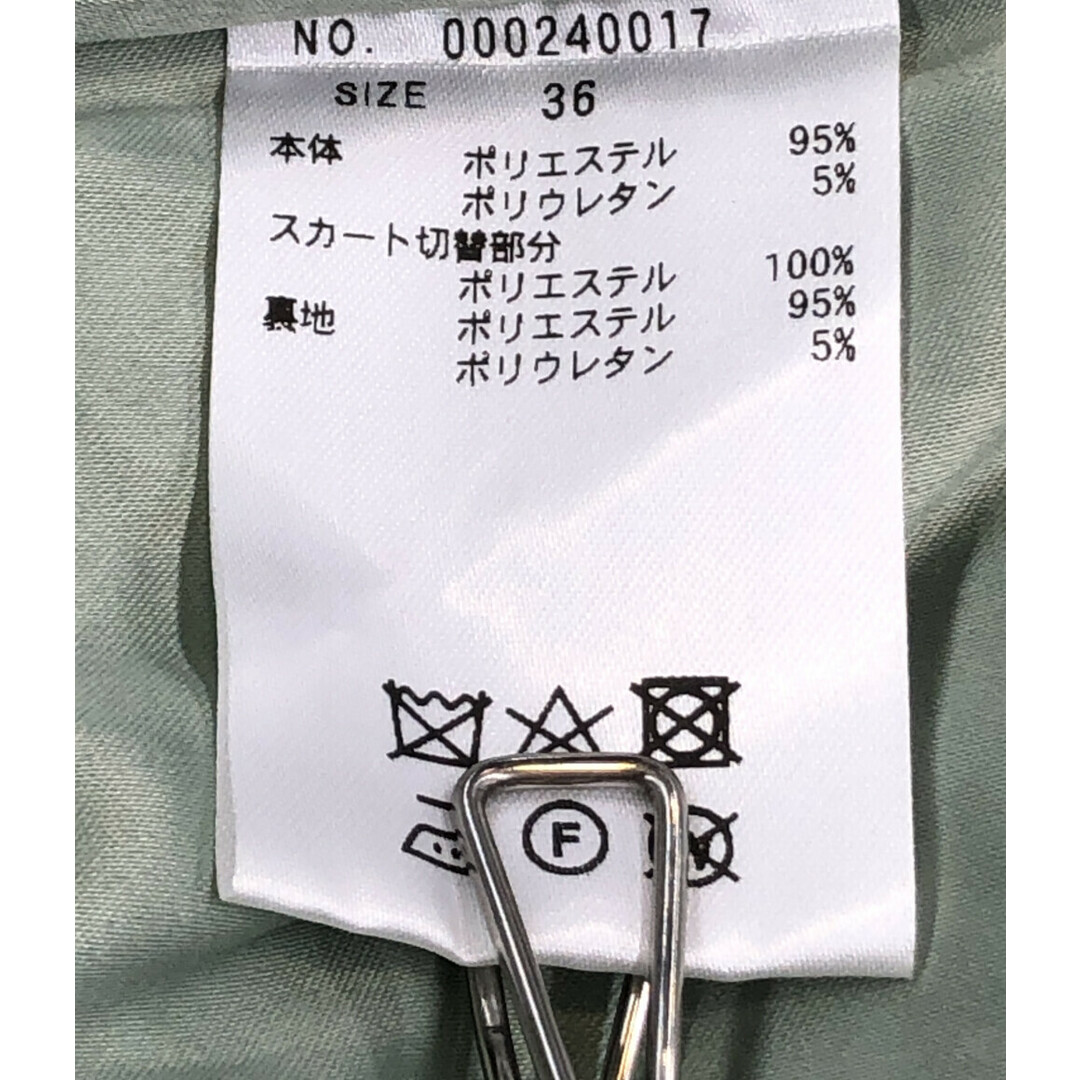 NO. 000240017
SIZE 36
本体 ポリエステル 95%
ポリウレタン 5%
スカート切替部分
ポリエステル 100%
裏地 ポリエステル 95%
ポリウレタン 5%
F